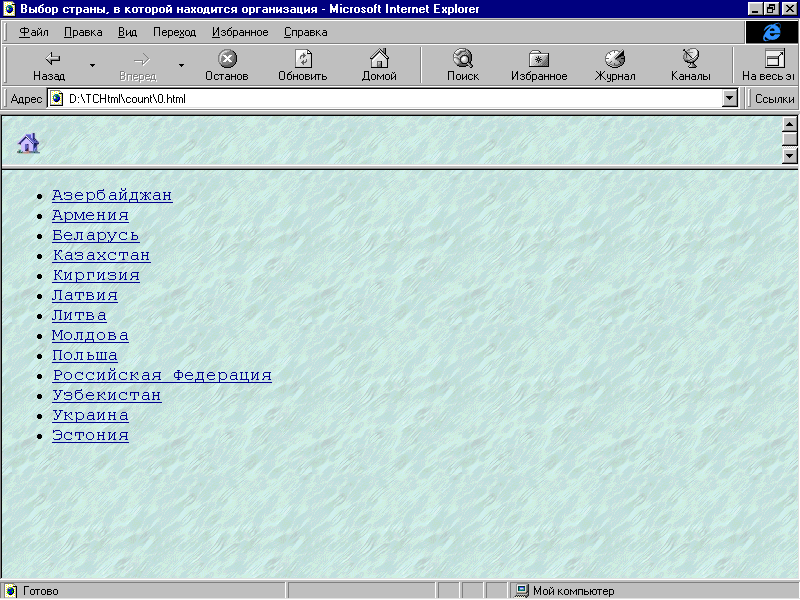 Выбор страны, в которой находится организация - Microsoft Internet Explorer
Файл Правка Вид Переход Избранное Справка
Назад Вперед Останов Обновить Домой Поиск Избранное Журнал Каналы На весь эк
Адрес D:\TCHtml\count\0.html Ссылки
Азербайджан
Армения
Беларусь
Казахстан
Киргизия
Латвия
Литва
Молдова
Польша
Российская Федерация
Узбекистан
Украина
Эстония
Готово Мой компьютер